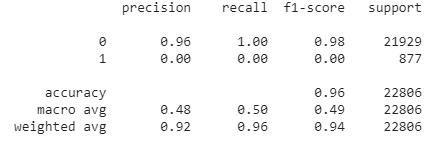 precision recall f1-score support
0 0.96 1.00 0.98 21929
1 0.00 0.00 0.00 877
accuracy 0.96 22806
macro avg 0.48 0.50 0.49 22806
weighted avg 0.92 0.96 0.94 22806